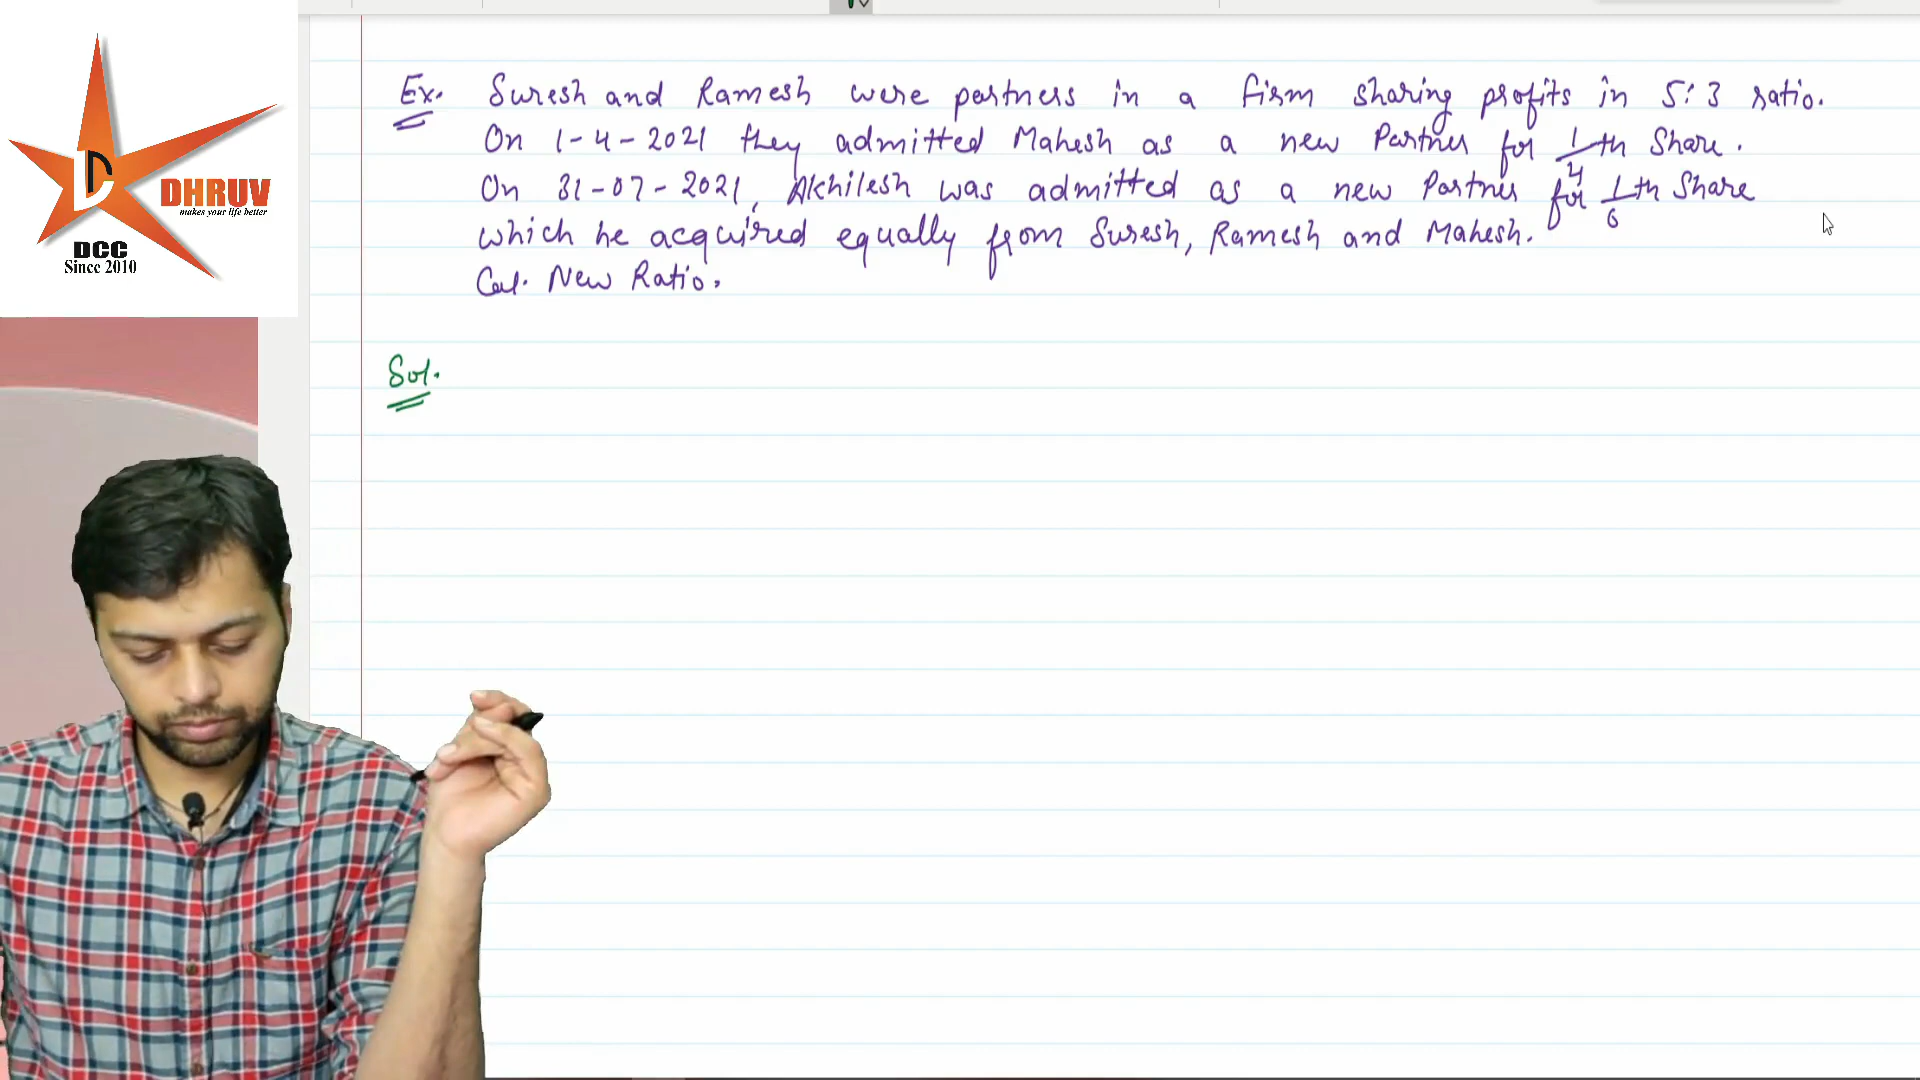 DHRUV
makes your life better
DCC
Since 2010
Ex. Suresh and Ramesh were partners in a firm sharing profits in 5:3 ratio.
On 1-4-2021 they admitted Mahesh as a new Partner for 1/4th Share.
On 31-07-2021, Akhilesh was admitted as a new Partner for 1/6th Share
which he acquired equally from Suresh, Ramesh and Mahesh.
Cal. New Ratio.
Sol.